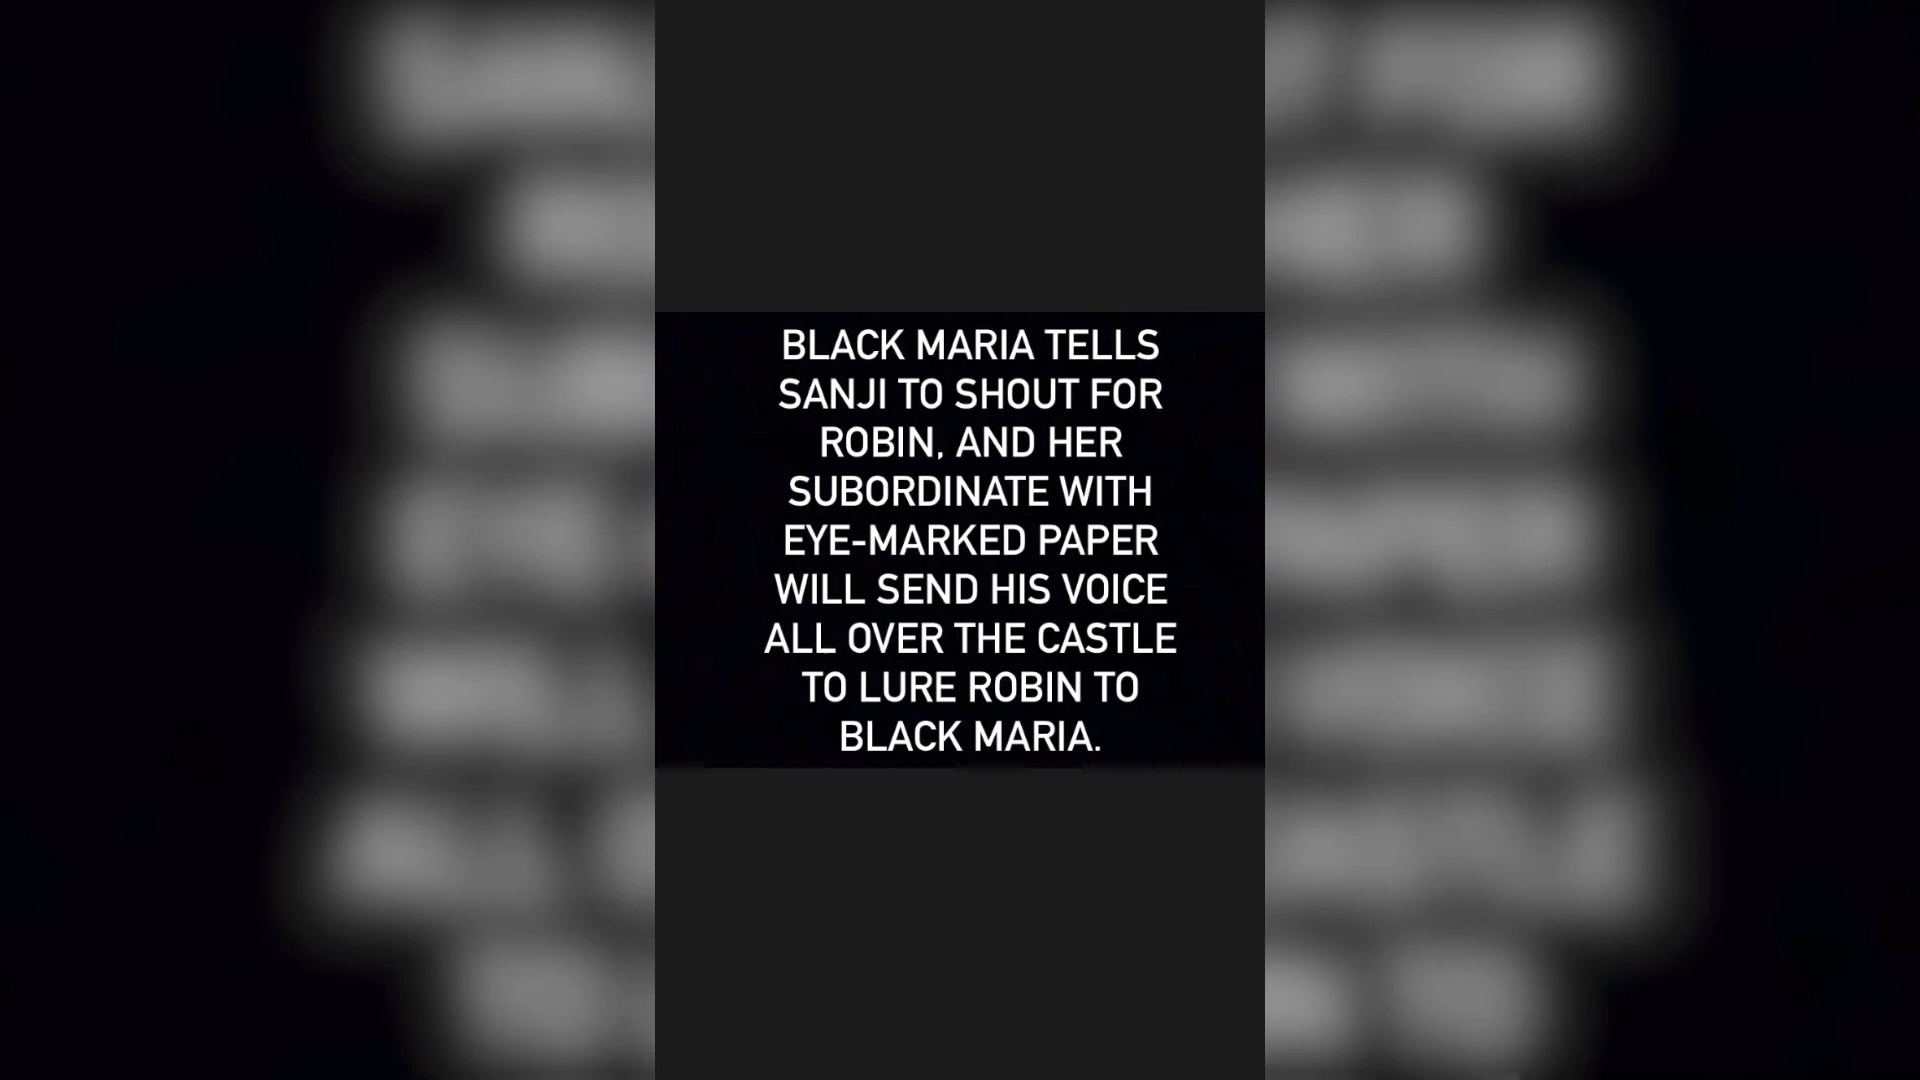 BLACK MARIA TELLS
SANJI TO SHOUT FOR
ROBIN, AND HER
SUBORDINATE WITH
EYE-MARKED PAPER
WILL SEND HIS VOICE
ALL OVER THE CASTLE
TO LURE ROBIN TO
BLACK MARIA.